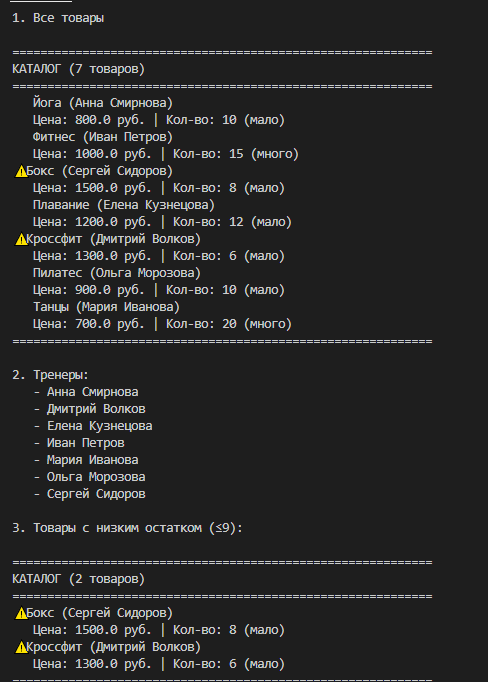 1. Все товары
============================================================
КАТАЛОГ (7 товаров)
============================================================
Йога (Анна Смирнова)
Цена: 800.0 руб. | Кол-во: 10 (мало)
Фитнес (Иван Петров)
Цена: 1000.0 руб. | Кол-во: 15 (много)
⚠️Бокс (Сергей Сидоров)
Цена: 1500.0 руб. | Кол-во: 8 (мало)
Плавание (Елена Кузнецова)
Цена: 1200.0 руб. | Кол-во: 12 (мало)
⚠️Кроссфит (Дмитрий Волков)
Цена: 1300.0 руб. | Кол-во: 6 (мало)
Пилатес (Ольга Морозова)
Цена: 900.0 руб. | Кол-во: 10 (мало)
Танцы (Мария Иванова)
Цена: 700.0 руб. | Кол-во: 20 (много)
============================================================
2. Тренеры:
- Анна Смирнова
- Дмитрий Волков
- Елена Кузнецова
- Иван Петров
- Мария Иванова
- Ольга Морозова
- Сергей Сидоров
3. Товары с низким остатком (≤9):
============================================================
КАТАЛОГ (2 товаров)
============================================================
⚠️Бокс (Сергей Сидоров)
Цена: 1500.0 руб. | Кол-во: 8 (мало)
⚠️Кроссфит (Дмитрий Волков)
Цена: 1300.0 руб. | Кол-во: 6 (мало)
============================================================